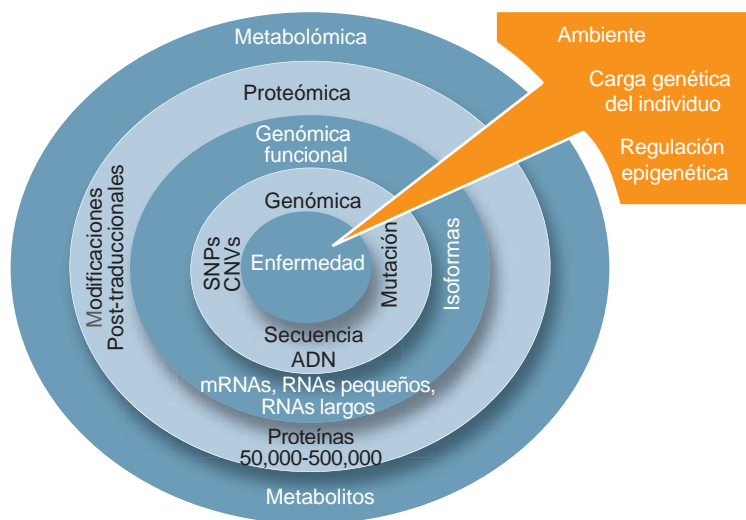 Metabolómica
Proteómica
Genómica
funcional
Genómica
Enfermedad
SNPs
CNVs
Mutación
Secuencia
ADN
Isoformas
mRNAs, RNAs pequeños,
RNAs largos
Modificaciones
Post-traduccionales
Proteínas
50,000-500,000
Metabolitos
Ambiente
Carga genética
del individuo
Regulación
epigenética